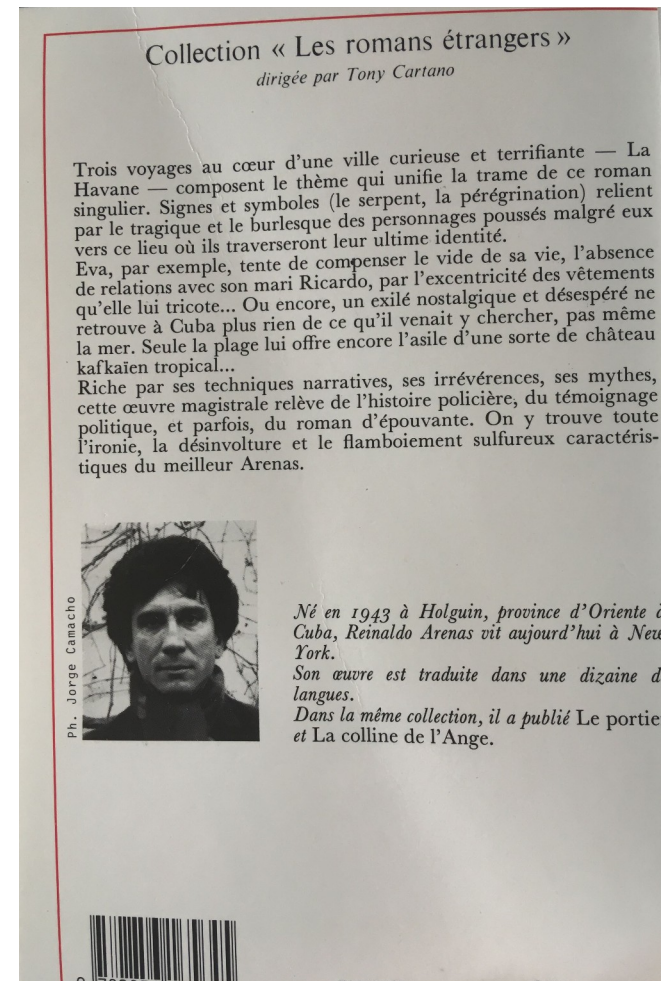 Collection « Les romans étrangers »
dirigée par Tony Cartano
Trois voyages au cœur d'une ville curieuse et terrifiante — La
Havane — composent le thème qui unifie la trame de ce roman
singulier. Signes et symboles (le serpent, la pérégrination) relient
par le tragique et le burlesque des personnages poussés malgré eux
vers ce lieu où ils traverseront leur ultime identité.
Eva, par exemple, tente de compenser le vide de sa vie, l'absence
de relations avec son mari Ricardo, par l'excentricité des vêtements
qu'elle lui tricote... Ou encore, un exilé nostalgique et désespéré ne
retrouve à Cuba plus rien de ce qu'il venait y chercher, pas même
la mer. Seule la plage lui offre encore l'asile d'une sorte de château
kafkaïen tropical...
Riche par ses techniques narratives, ses irrévérences, ses mythes,
cette œuvre magistrale relève de l'histoire policière, du témoignage
politique, et parfois, du roman d'épouvante. On y trouve toute
l'ironie, la désinvolture et le flamboiement sulfureux caractéris-
tiques du meilleur Arenas.
Ph. Jorge Camacho
Né en 1943 à Holguin, province d'Oriente à
Cuba, Reinaldo Arenas vit aujourd'hui à New
York.
Son œuvre est traduite dans une dizaine d
langues.
Dans la même collection, il a publié Le portie
et La colline de l'Ange.